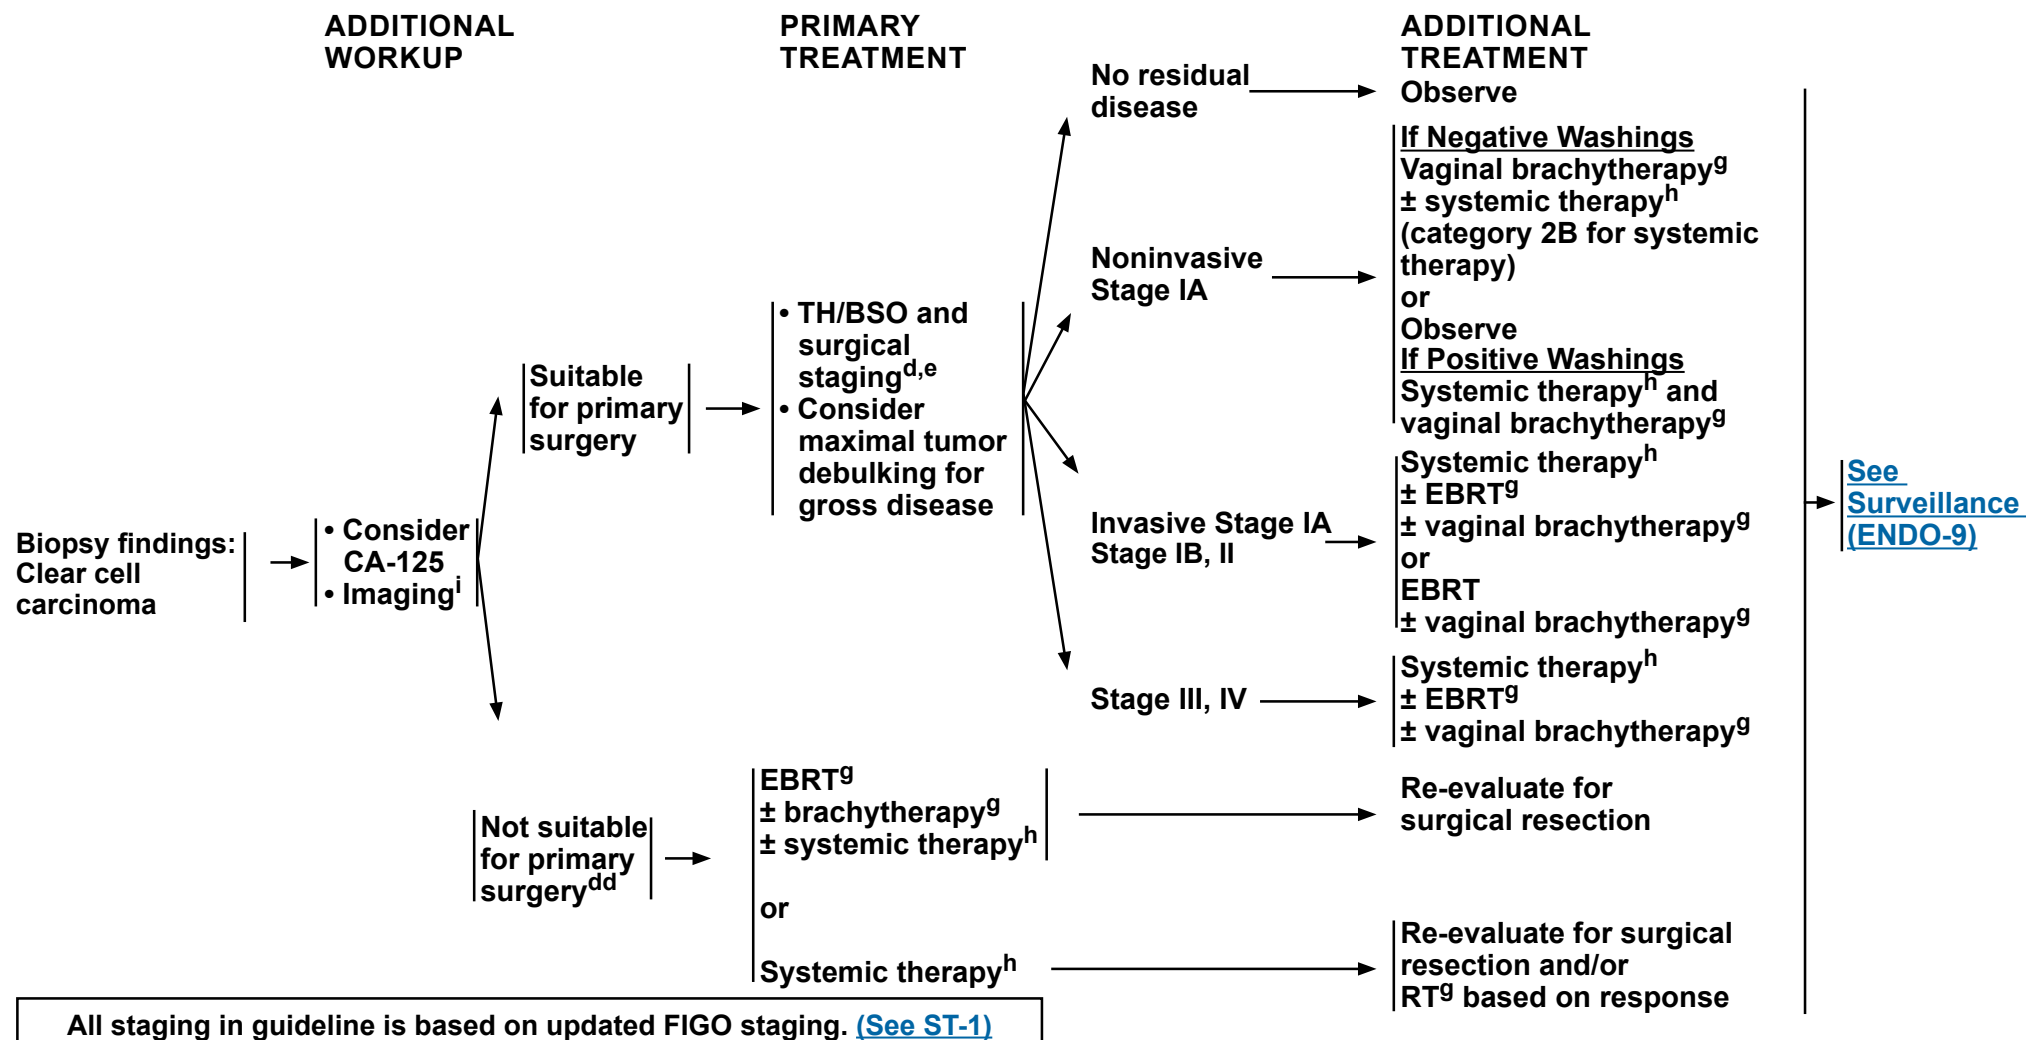 ADDITIONAL
WORKUP
PRIMARY
TREATMENT
ADDITIONAL
TREATMENT
Biopsy findings:
Clear cell
carcinoma
• Consider
CA-125
• Imagingⁱ
Suitable
for primary
surgery
• TH/BSO and
surgical
stagingᵈ,ᵉ
• Consider
maximal tumor
debulking for
gross disease
No residual
disease
Observe
Noninvasive
Stage IA
If Negative Washings
Vaginal brachytherapyᵍ
± systemic therapyʰ
(category 2B for systemic
therapy)
or
Observe
If Positive Washings
Systemic therapyʰ and
vaginal brachytherapyᵍ
Invasive Stage IA
Stage IB, II
Systemic therapyʰ
± EBRTᵍ
± vaginal brachytherapyᵍ
or
EBRT
± vaginal brachytherapyᵍ
Stage III, IV
Systemic therapyʰ
± EBRTᵍ
± vaginal brachytherapyᵍ
See
Surveillance
(ENDO-9)
Not suitable
for primary
surgeryᵈᵈ
EBRTᵍ
± brachytherapyᵍ
± systemic therapyʰ
or
Systemic therapyʰ
Re-evaluate for
surgical resection
Re-evaluate for surgical
resection and/or
RTᵍ based on response
All staging in guideline is based on updated FIGO staging. (See ST-1)